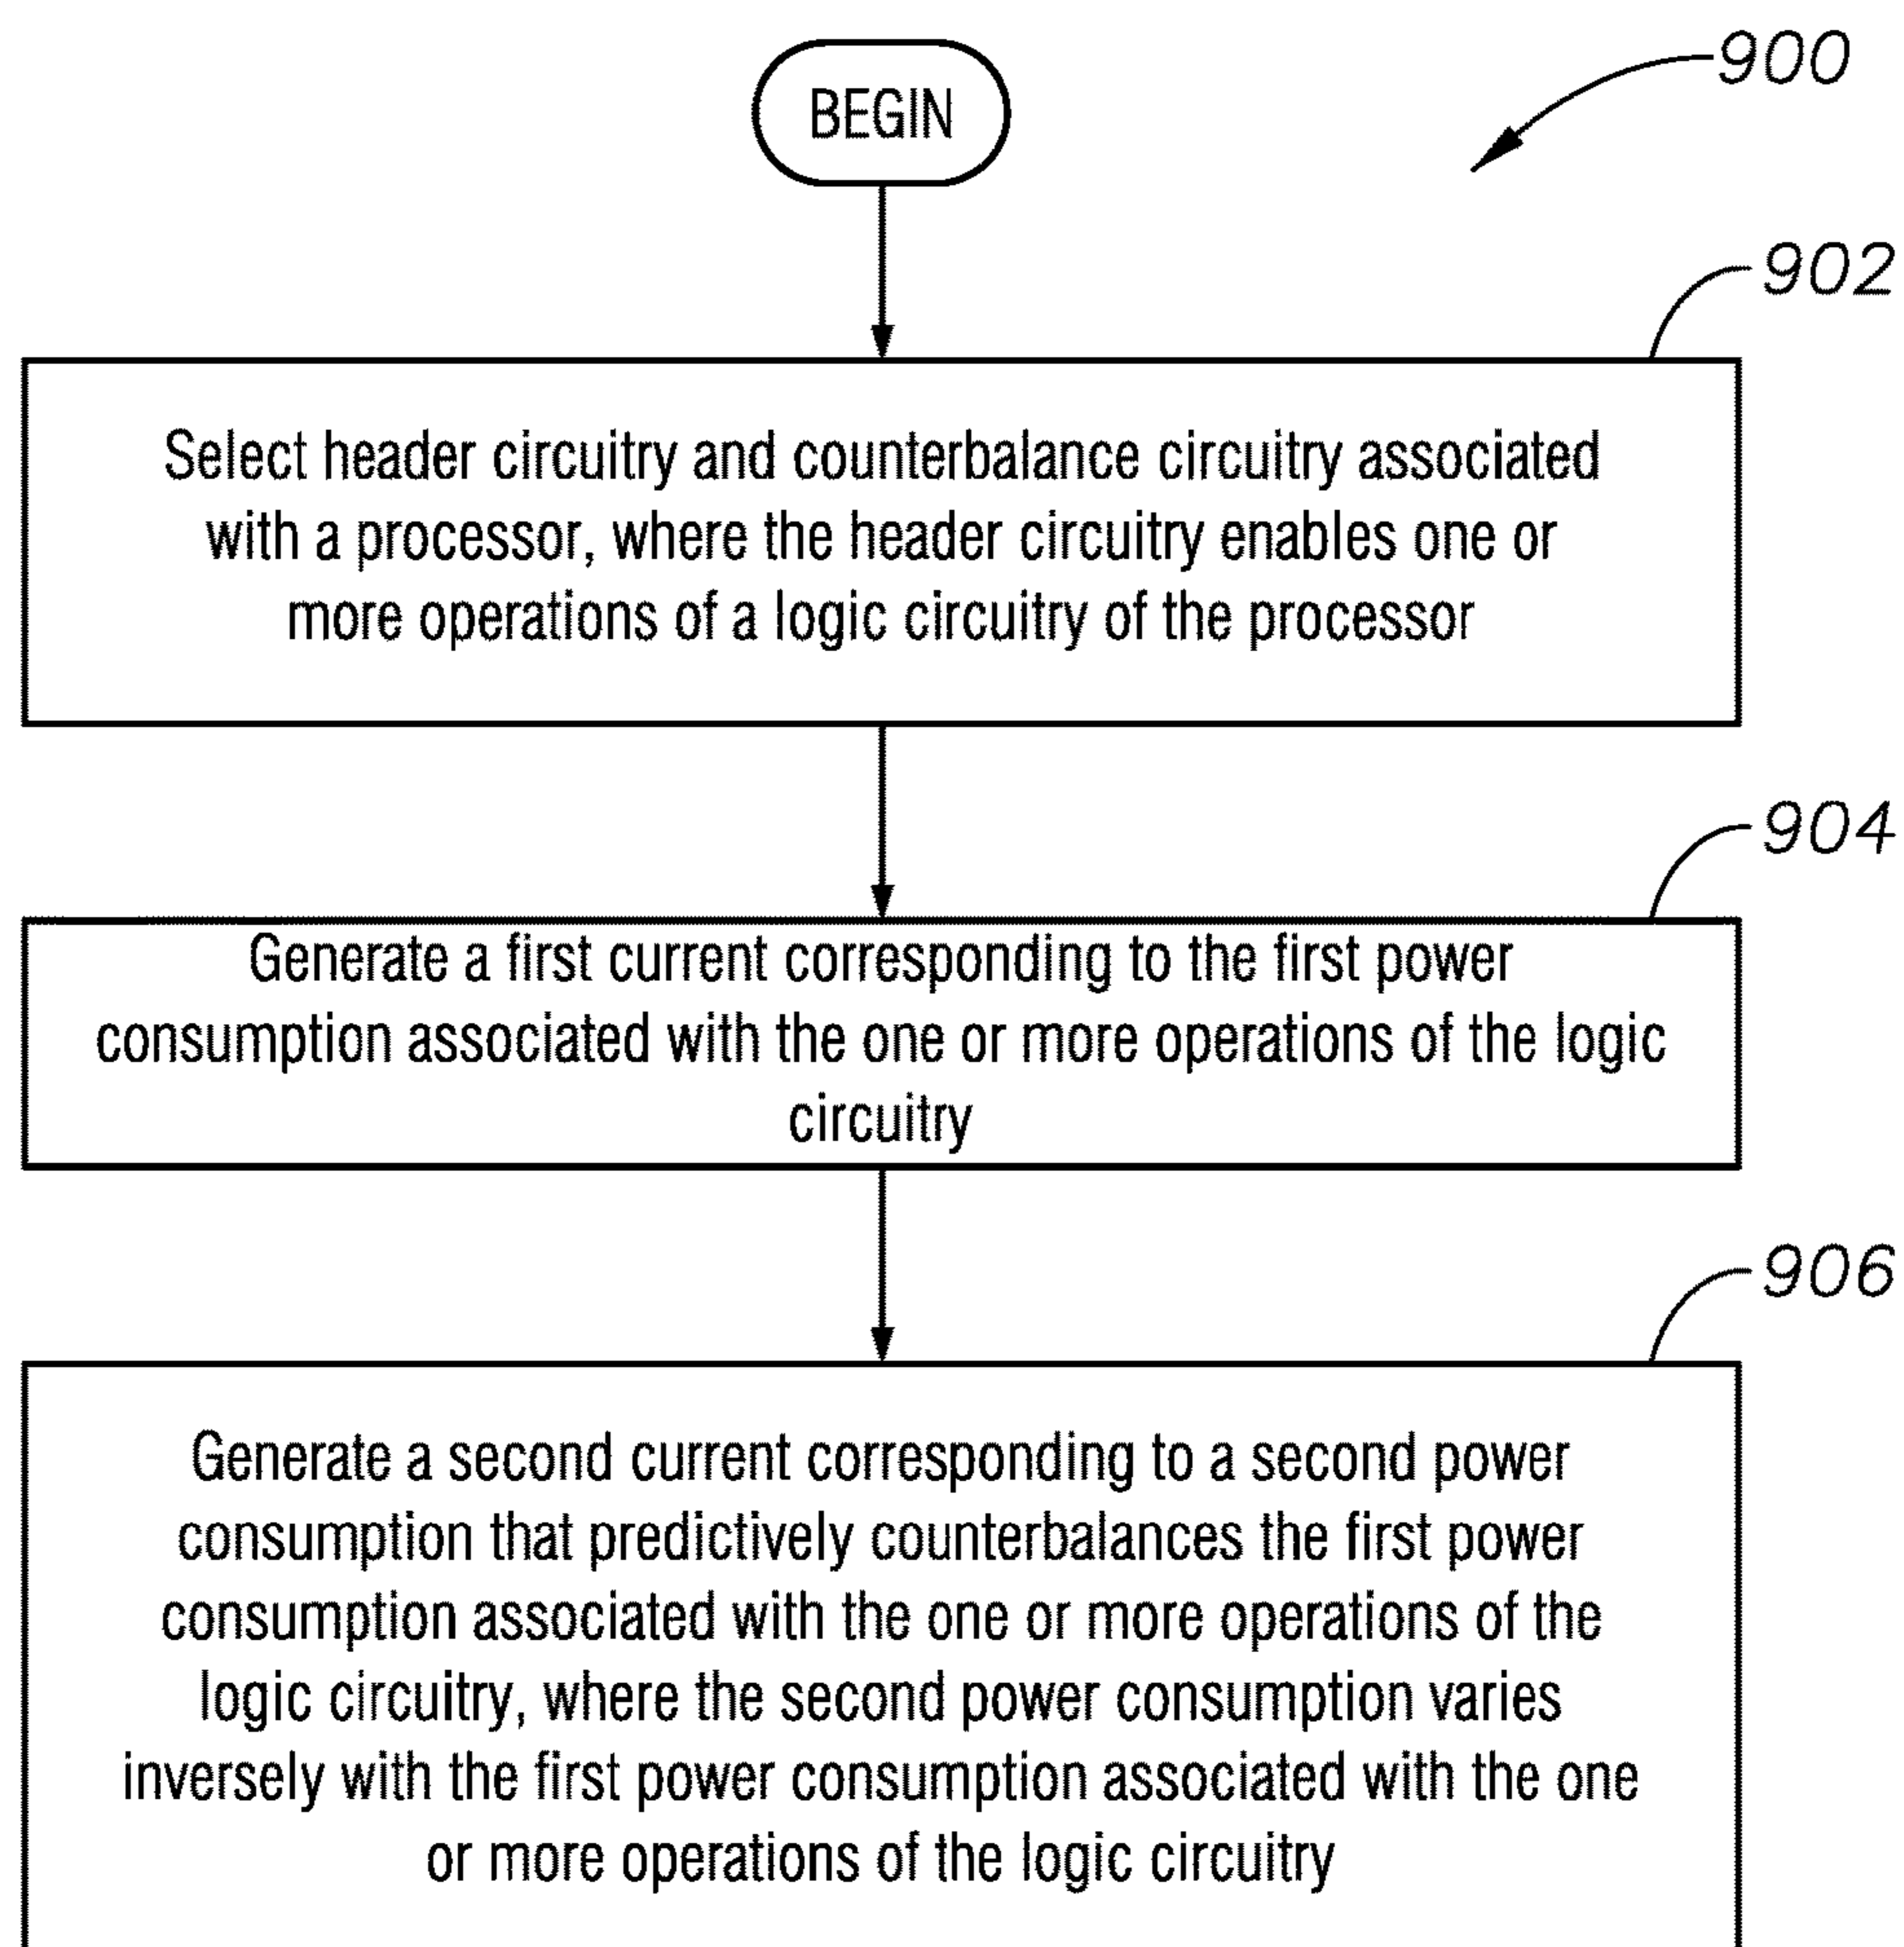 900
BEGIN
902
Select header circuitry and counterbalance circuitry associated
with a processor, where the header circuitry enables one or
more operations of a logic circuitry of the processor
904
Generate a first current corresponding to the first power
consumption associated with the one or more operations of the logic
circuitry
906
Generate a second current corresponding to a second power
consumption that predictively counterbalances the first power
consumption associated with the one or more operations of the
logic circuitry, where the second power consumption varies
inversely with the first power consumption associated with the one
or more operations of the logic circuitry